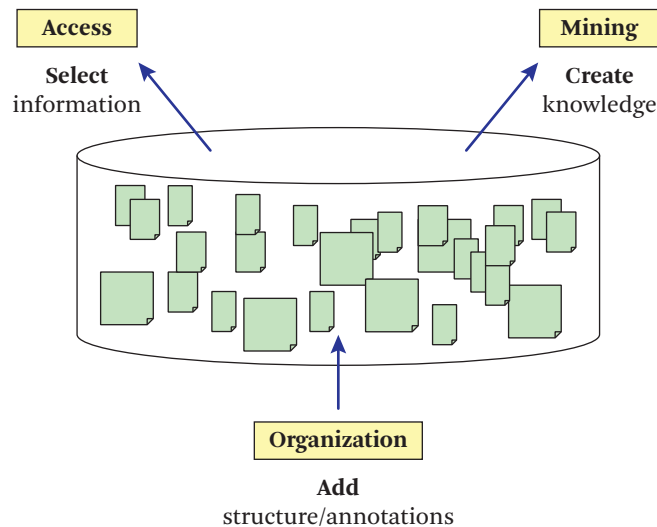 Access
Select
information
Mining
Create
knowledge
Organization
Add
structure/annotations